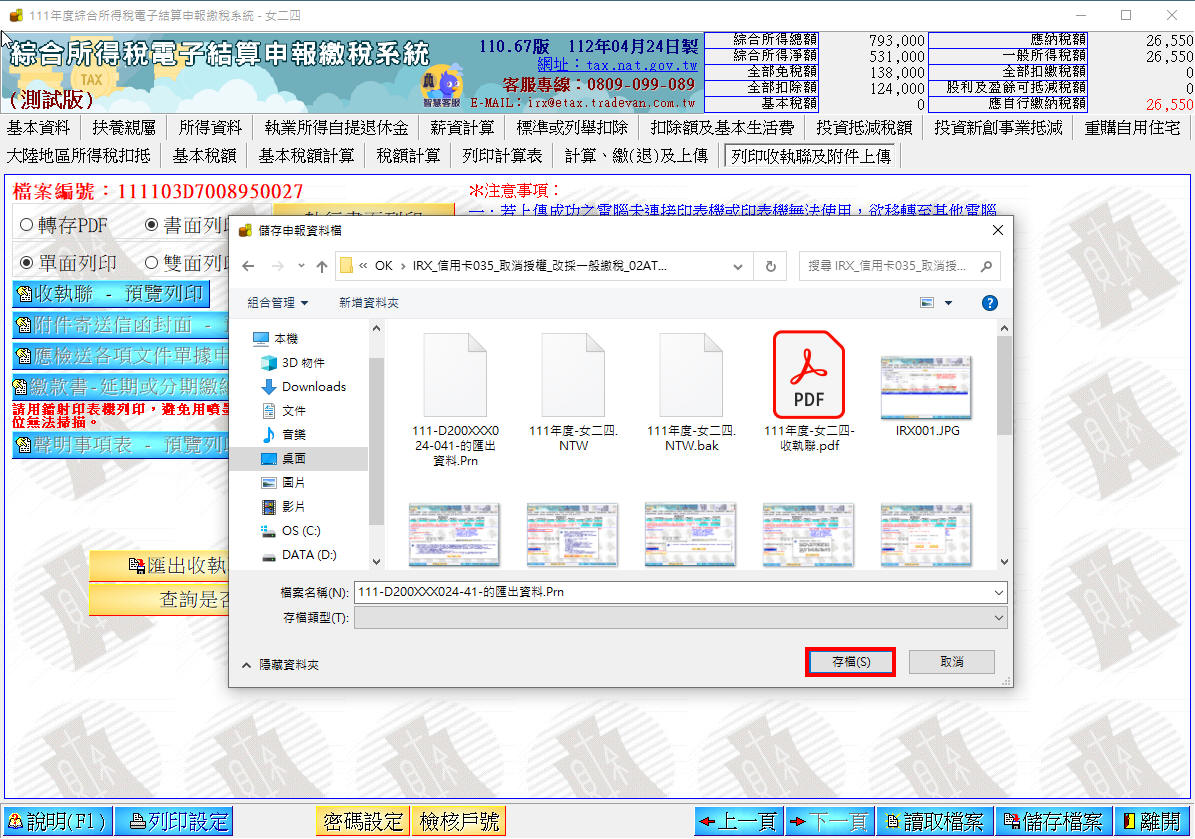 111年度綜合所得稅電子結算申報繳稅系統 - 女二四
綜合所得稅電子結算申報繳稅系統
TAX
(測試版)
智慧客服
110.67版 112年04月24日製
網址：tax.nat.gov.tw
客服專線：0809-099-089
E-MAIL：irx@etax.tradevan.com.tw
綜合所得總額 793,000 應納稅額 26,550
綜合所得淨額 531,000 一般所得稅額 26,550
全部免稅額 138,000 全部扣繳稅額 0
全部扣除額 124,000 股利及盈餘可抵減稅額 0
基本稅額 0 應自行繳納稅額 26,550
基本資料 扶養親屬 所得資料 執業所得自提退休金 薪資計算 標準或列舉扣除 扣除額及基本生活費 投資抵減稅額 投資新創事業抵減 重購自用住宅
大陸地區所得稅扣抵 基本稅額 基本稅額計算 稅額計算 列印計算表 計算、繳(退)及上傳 列印收執聯及附件上傳
檔案編號：111103D7008950027
※注意事項：
一：若上傳成功之電腦未連接印表機或印表機無法使用，欲移轉至其他電腦
轉存PDF 書面列印
單面列印 雙面列印
收執聯 - 預覽列印
附件寄送信函封面 -
應檢送各項文件單據申
繳款書-延期或分期繳納
請用鐳射印表機列印，避免用噴墨
位無法掃描。
聲明事項表 - 預覽列印
匯出收執
查詢是否
儲存申報資料檔
« OK › IRX_信用卡035_取消授權_改採一般繳稅_02AT...
搜尋 IRX_信用卡035_取消授...
組合管理 新增資料夾
本機
3D 物件
Downloads
文件
音樂
桌面
圖片
影片
OS (C:)
DATA (D:)
111-D200XXX0
24-041-的匯出
資料.Prn
111年度-女二四.
NTW
111年度-女二四.
NTW.bak
PDF
111年度-女二四-
收執聯.pdf
IRX001.JPG
檔案名稱(N): 111-D200XXX024-41-的匯出資料.Prn
存檔類型(T):
隱藏資料夾
存檔(S) 取消
說明(F1) 列印設定 密碼設定 檢核戶號 上一頁 下一頁 讀取檔案 儲存檔案 離開